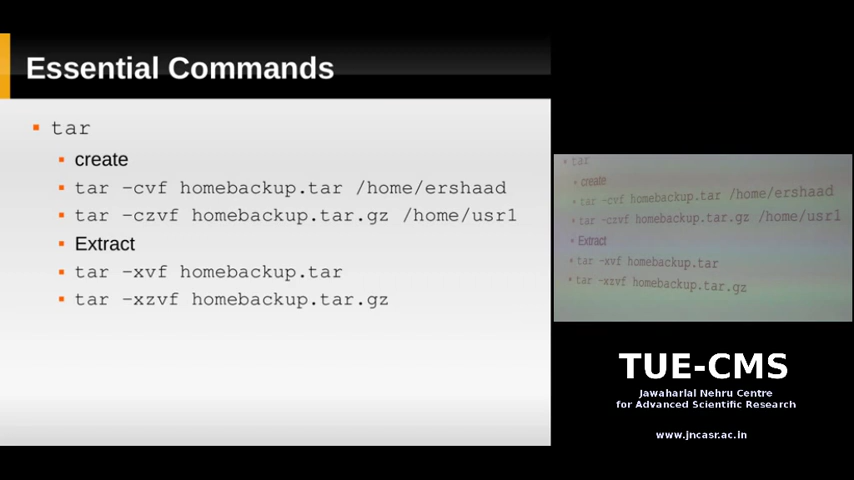 Essential Commands
tar
create
tar -cvf homebackup.tar /home/ershaad
tar -czvf homebackup.tar.gz /home/usr1
Extract
tar -xvf homebackup.tar
tar -xzvf homebackup.tar.gz
tar
create
tar -cvf homebackup.tar /home/ershaad
tar -czvf homebackup.tar.gz /home/usr1
Extract
tar -xvf homebackup.tar
tar -xzvf homebackup.tar.gz
TUE-CMS
Jawaharlal Nehru Centre
for Advanced Scientific Research
www.jncasr.ac.in